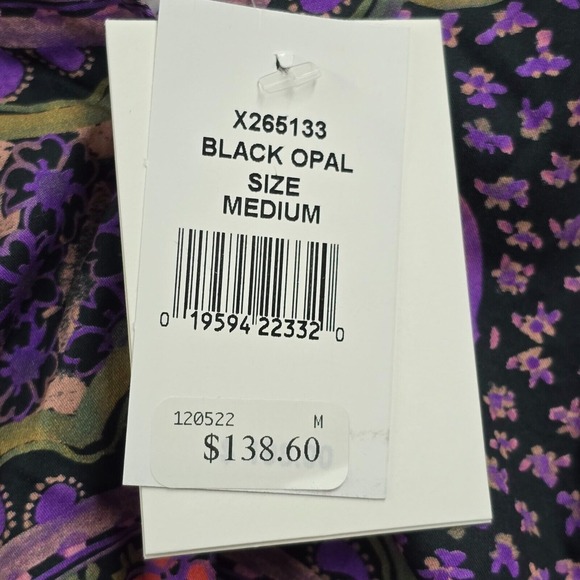 X265133
BLACK OPAL
SIZE
MEDIUM
0 19594 22332 0
120522 M
$138.60